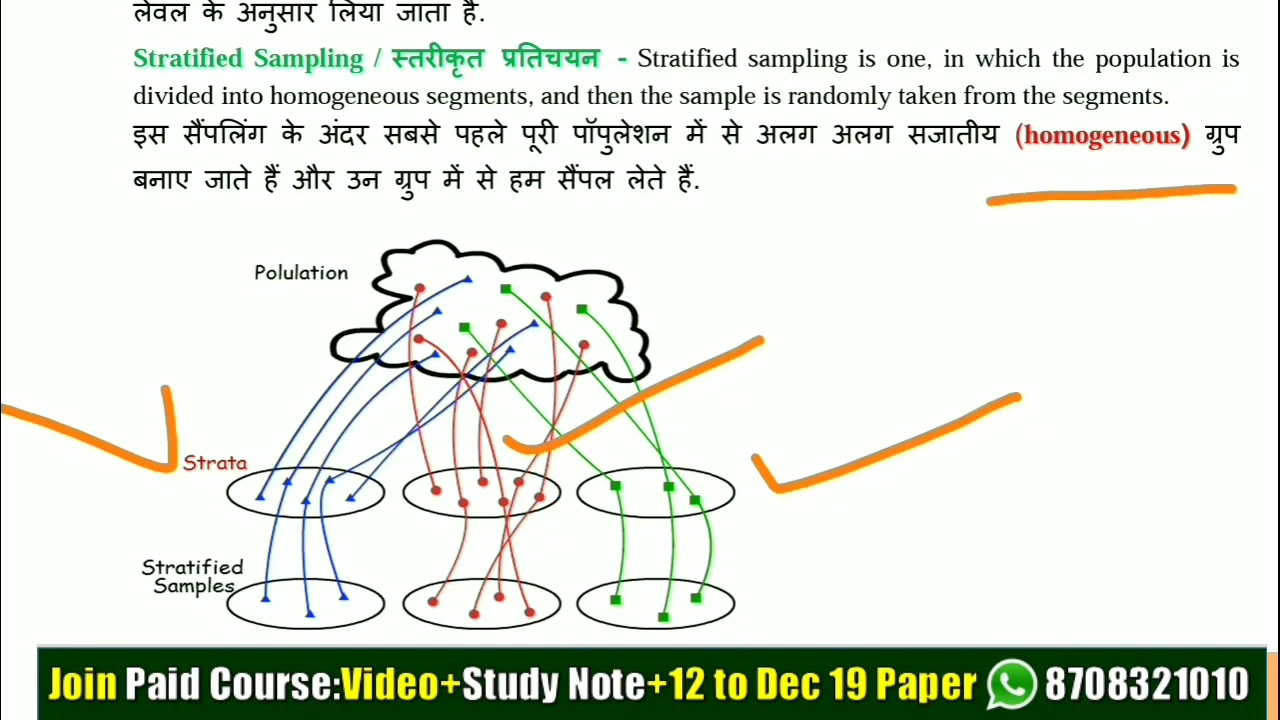 लेवल के अनुसार लिया जाता है.
Stratified Sampling / स्तरीकृत प्रतिचयन - Stratified sampling is one, in which the population is
divided into homogeneous segments, and then the sample is randomly taken from the segments.
इस सैंपलिंग के अंदर सबसे पहले पूरी पॉपुलेशन में से अलग अलग सजातीय (homogeneous) ग्रुप
बनाए जाते हैं और उन ग्रुप में से हम सैंपल लेते हैं.
Polulation
Strata
Stratified
Samples
Join Paid Course:Video+Study Note+12 to Dec 19 Paper 8708321010